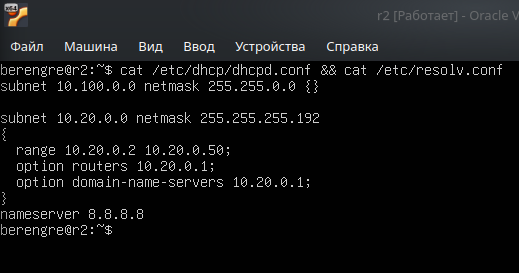 x64
r2 [Работает] - Oracle V
Файл Машина Вид Ввод Устройства Справка
berengre@r2:~$ cat /etc/dhcp/dhcpd.conf && cat /etc/resolv.conf
subnet 10.100.0.0 netmask 255.255.0.0 {}
subnet 10.20.0.0 netmask 255.255.255.192
{
  range 10.20.0.2 10.20.0.50;
  option routers 10.20.0.1;
  option domain-name-servers 10.20.0.1;
}
nameserver 8.8.8.8
berengre@r2:~$